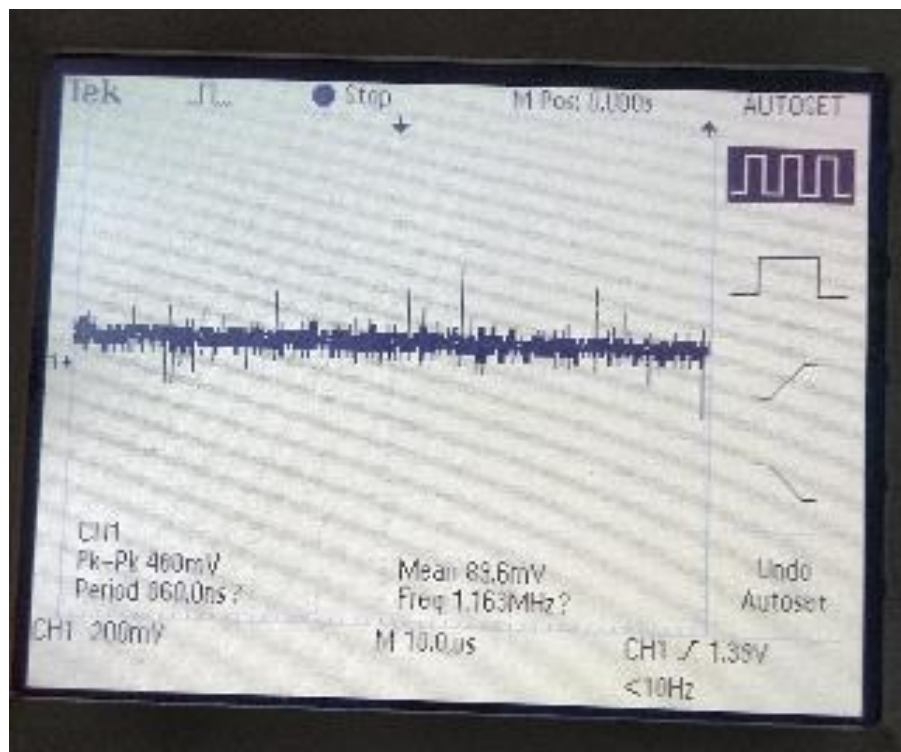 Tek Stop M Pos: 0.000s AUTOSET
1
CH1
Pk-Pk 460mV Mean 89.6mV Undo
Period 860.0ns? Freq 1.163MHz? Autoset
CH1 200mV M 10.0us CH1 1.39V
<10Hz